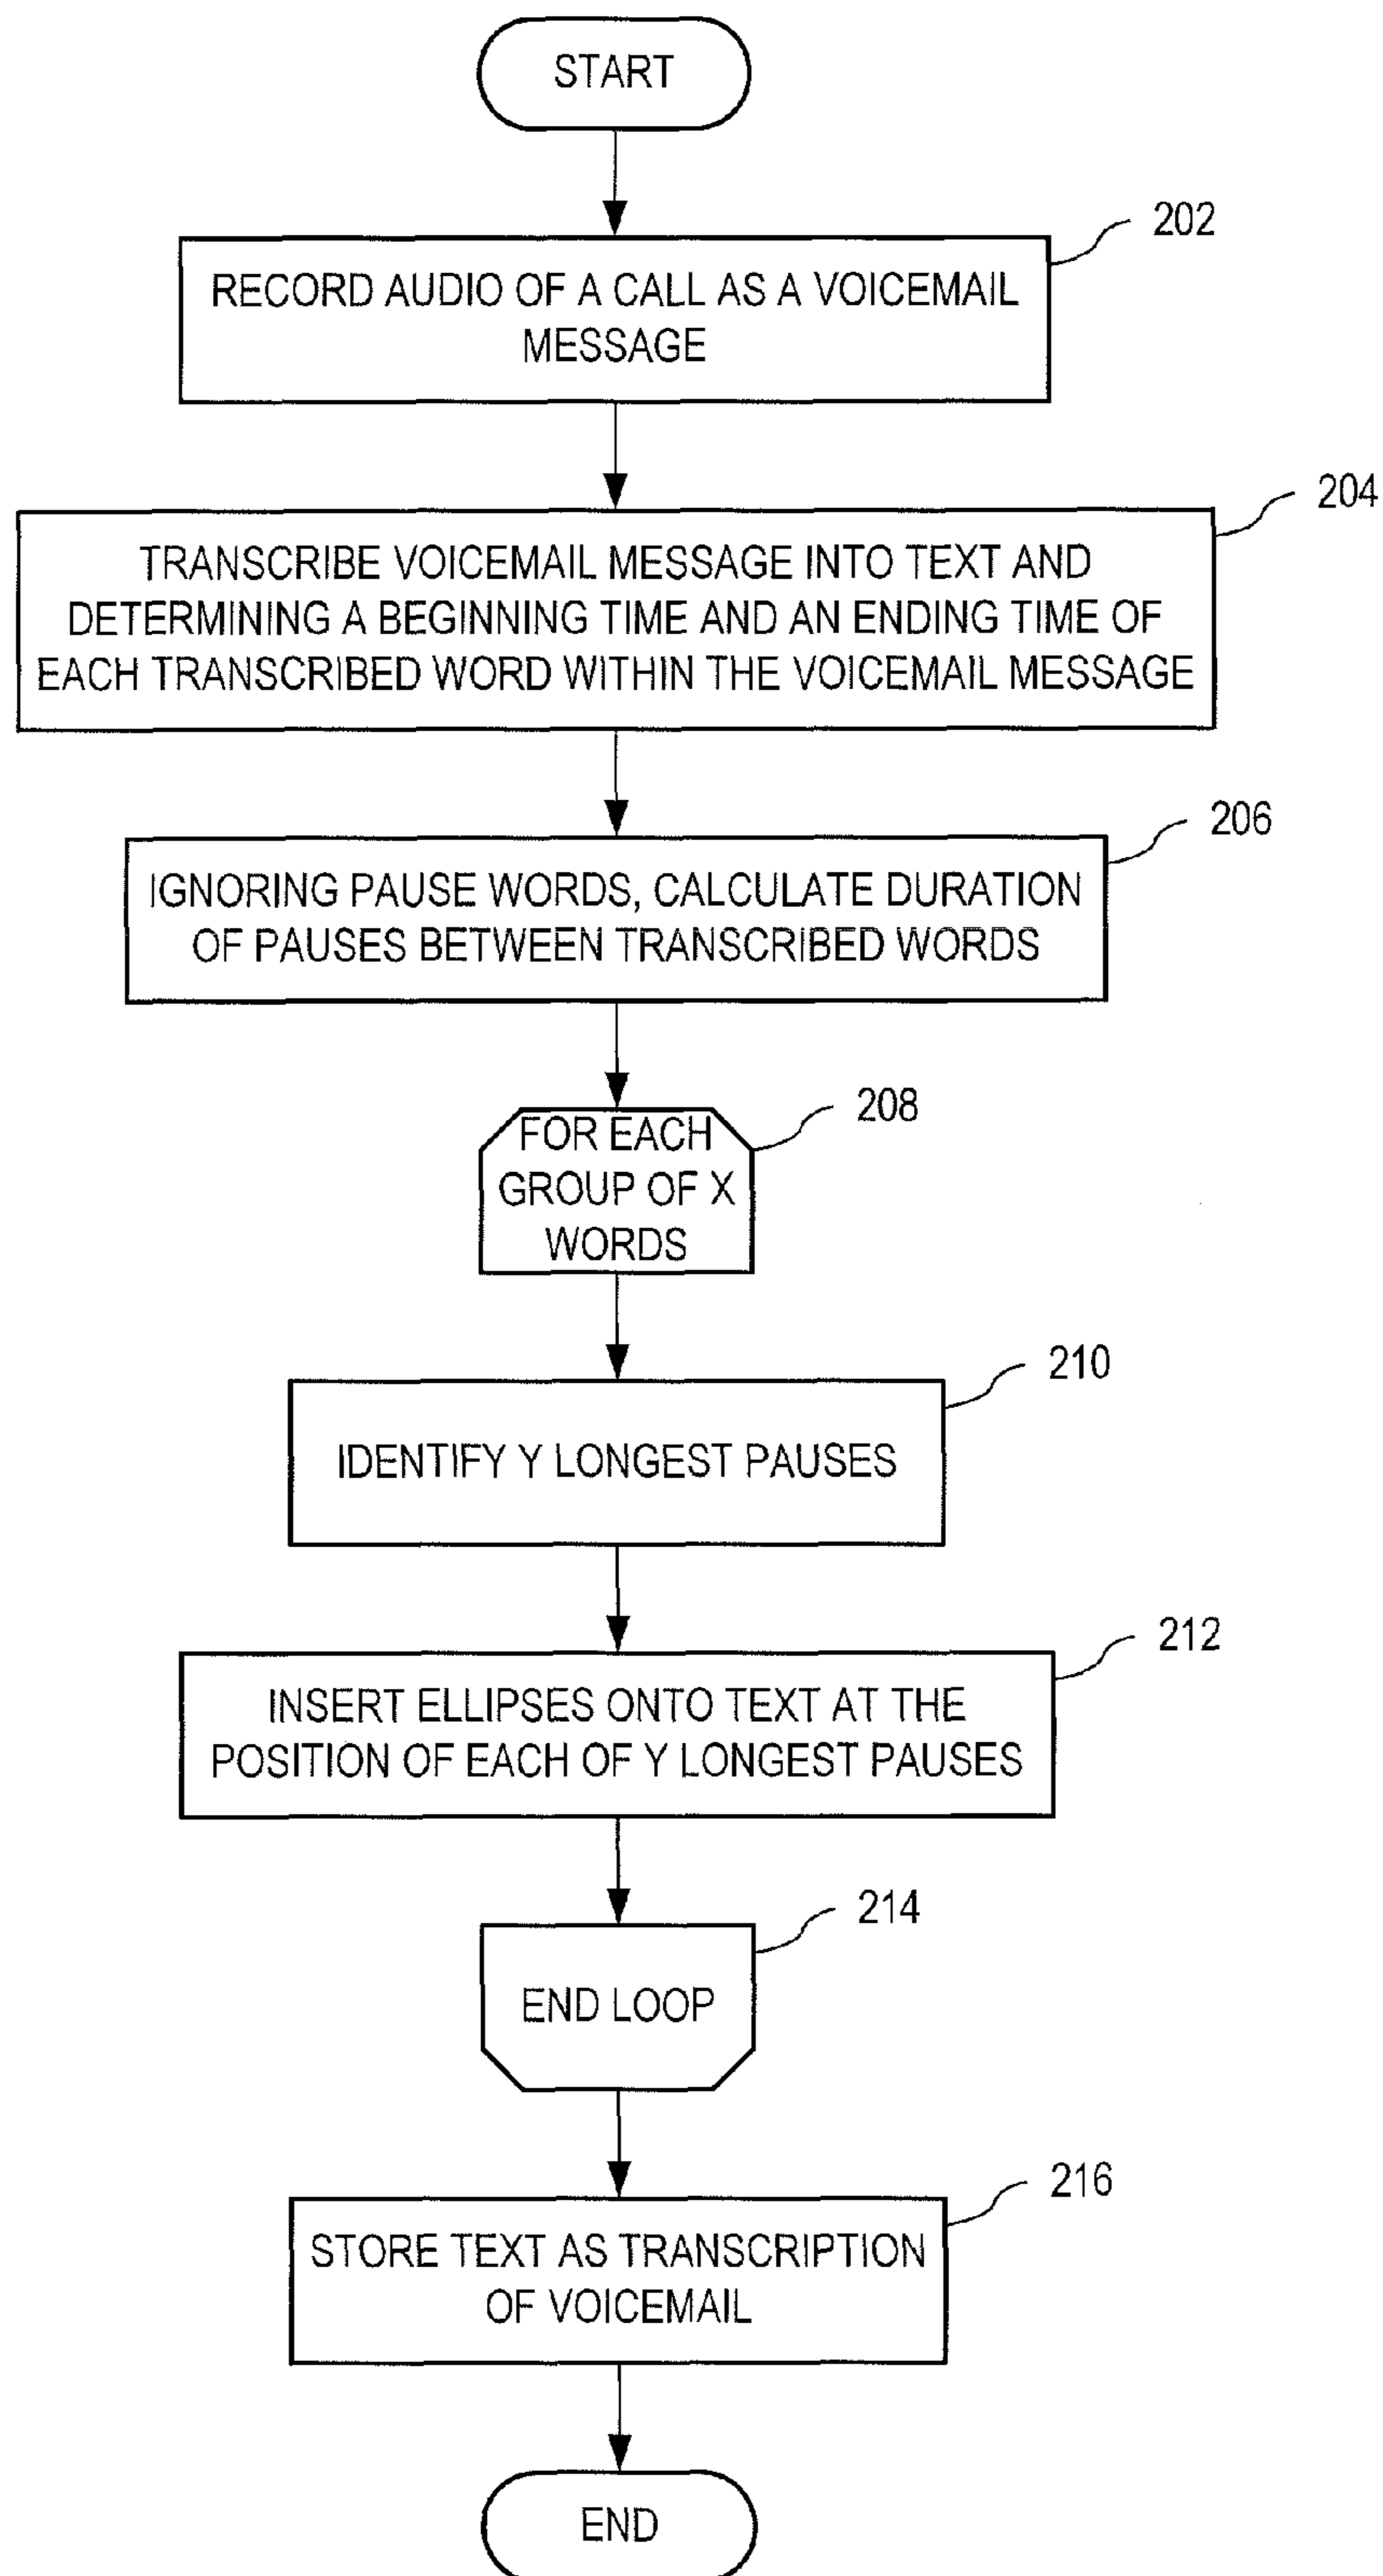 START
202
RECORD AUDIO OF A CALL AS A VOICEMAIL
MESSAGE
204
TRANSCRIBE VOICEMAIL MESSAGE INTO TEXT AND
DETERMINING A BEGINNING TIME AND AN ENDING TIME OF
EACH TRANSCRIBED WORD WITHIN THE VOICEMAIL MESSAGE
206
IGNORING PAUSE WORDS, CALCULATE DURATION
OF PAUSES BETWEEN TRANSCRIBED WORDS
208
FOR EACH
GROUP OF X
WORDS
210
IDENTIFY Y LONGEST PAUSES
212
INSERT ELLIPSES ONTO TEXT AT THE
POSITION OF EACH OF Y LONGEST PAUSES
214
END LOOP
216
STORE TEXT AS TRANSCRIPTION
OF VOICEMAIL
END